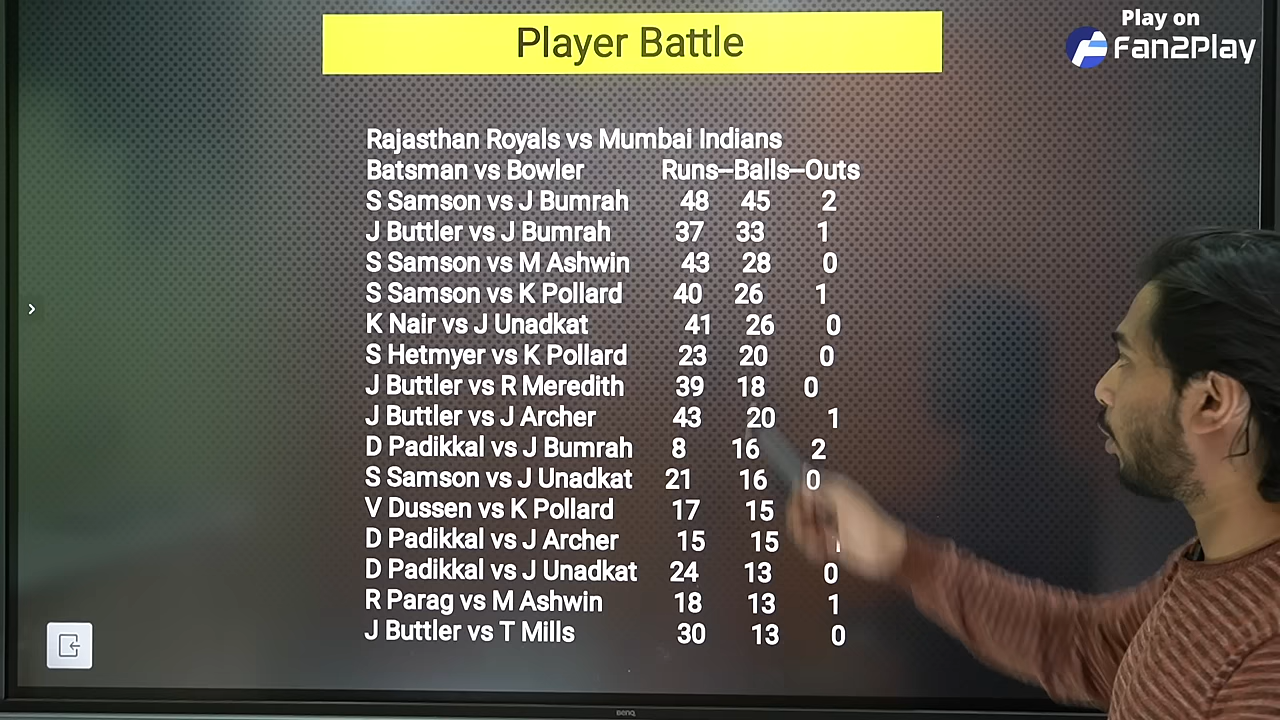 Player Battle
Play on
Fan2Play
Rajasthan Royals vs Mumbai Indians
Batsman vs Bowler Runs–Balls–Outs
S Samson vs J Bumrah 48 45 2
J Buttler vs J Bumrah 37 33 1
S Samson vs M Ashwin 43 28 0
S Samson vs K Pollard 40 26 1
K Nair vs J Unadkat 41 26 0
S Hetmyer vs K Pollard 23 20 0
J Buttler vs R Meredith 39 18 0
J Buttler vs J Archer 43 20 1
D Padikkal vs J Bumrah 8 16 2
S Samson vs J Unadkat 21 16 0
V Dussen vs K Pollard 17 15
D Padikkal vs J Archer 15 15
D Padikkal vs J Unadkat 24 13 0
R Parag vs M Ashwin 18 13 1
J Buttler vs T Mills 30 13 0
BenQ